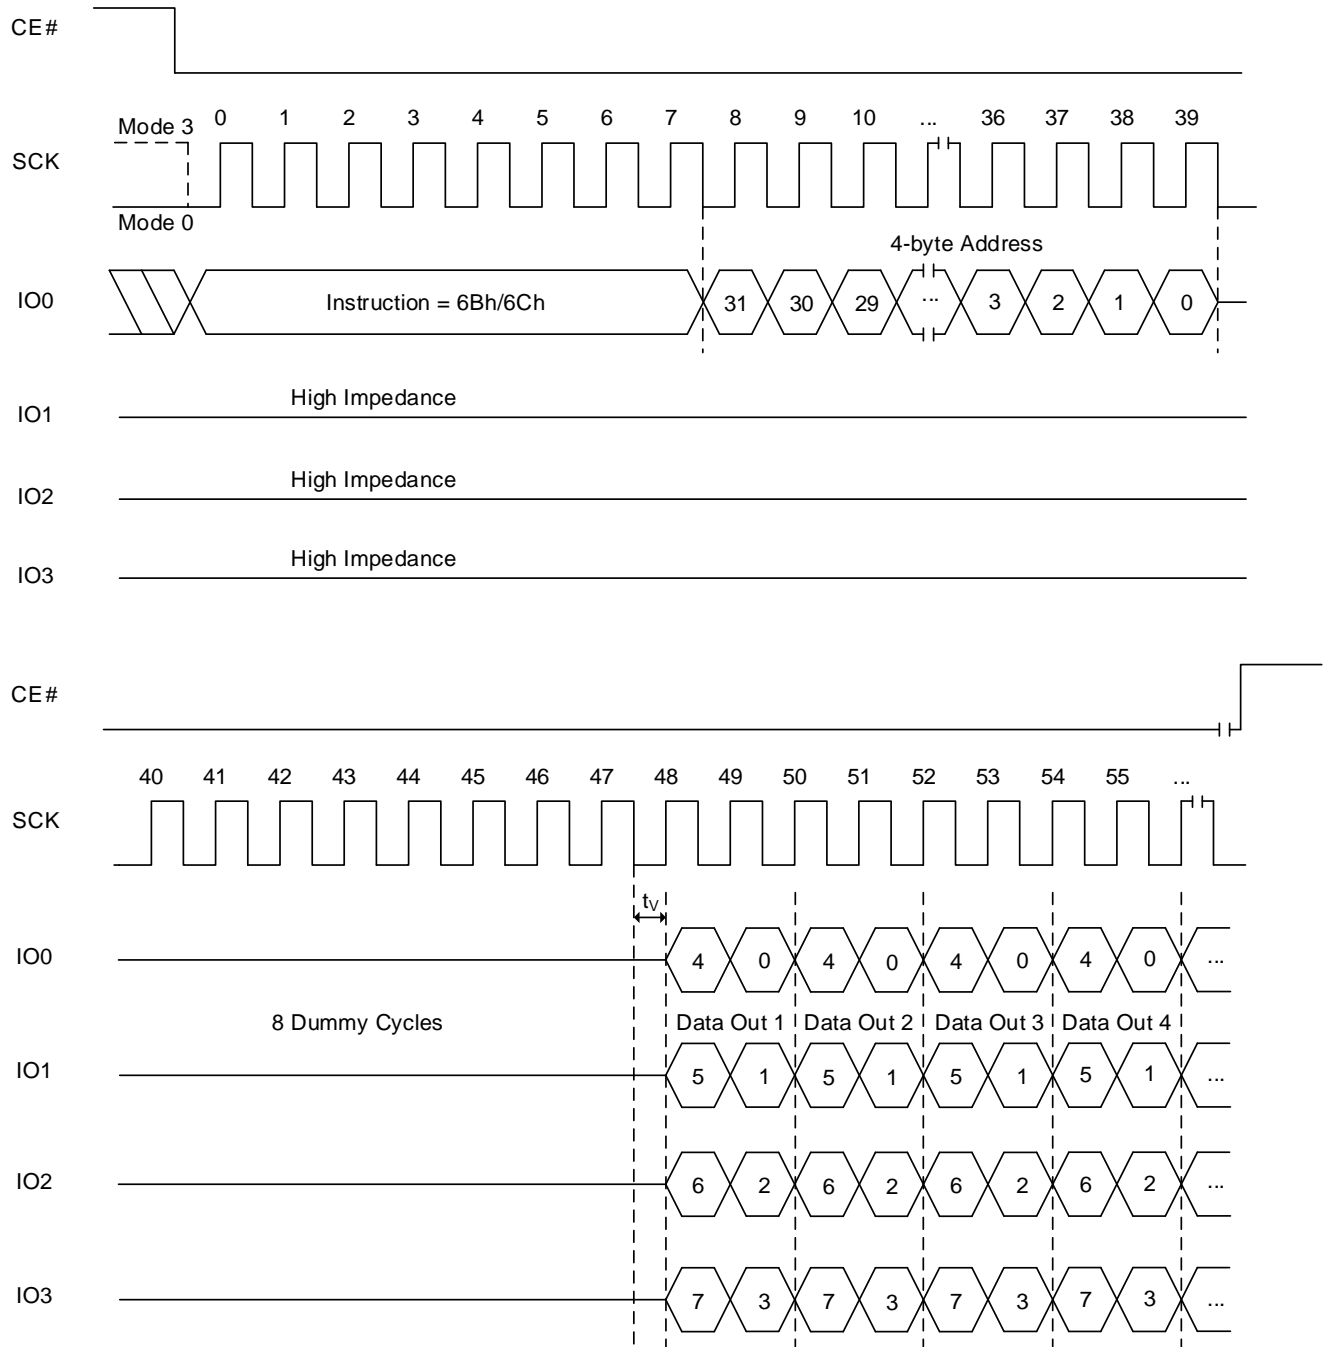 CE#
Mode 3 0 1 2 3 4 5 6 7 8 9 10 ... 36 37 38 39
SCK
Mode 0
4-byte Address
IO0 Instruction = 6Bh/6Ch 31 30 29 ... 3 2 1 0
High Impedance
IO1
High Impedance
IO2
High Impedance
IO3
CE#
40 41 42 43 44 45 46 47 48 49 50 51 52 53 54 55 ...
SCK
tV
IO0 4 0 4 0 4 0 4 0 ...
8 Dummy Cycles Data Out 1 Data Out 2 Data Out 3 Data Out 4
IO1 5 1 5 1 5 1 5 1 ...
IO2 6 2 6 2 6 2 6 2 ...
IO3 7 3 7 3 7 3 7 3 ...